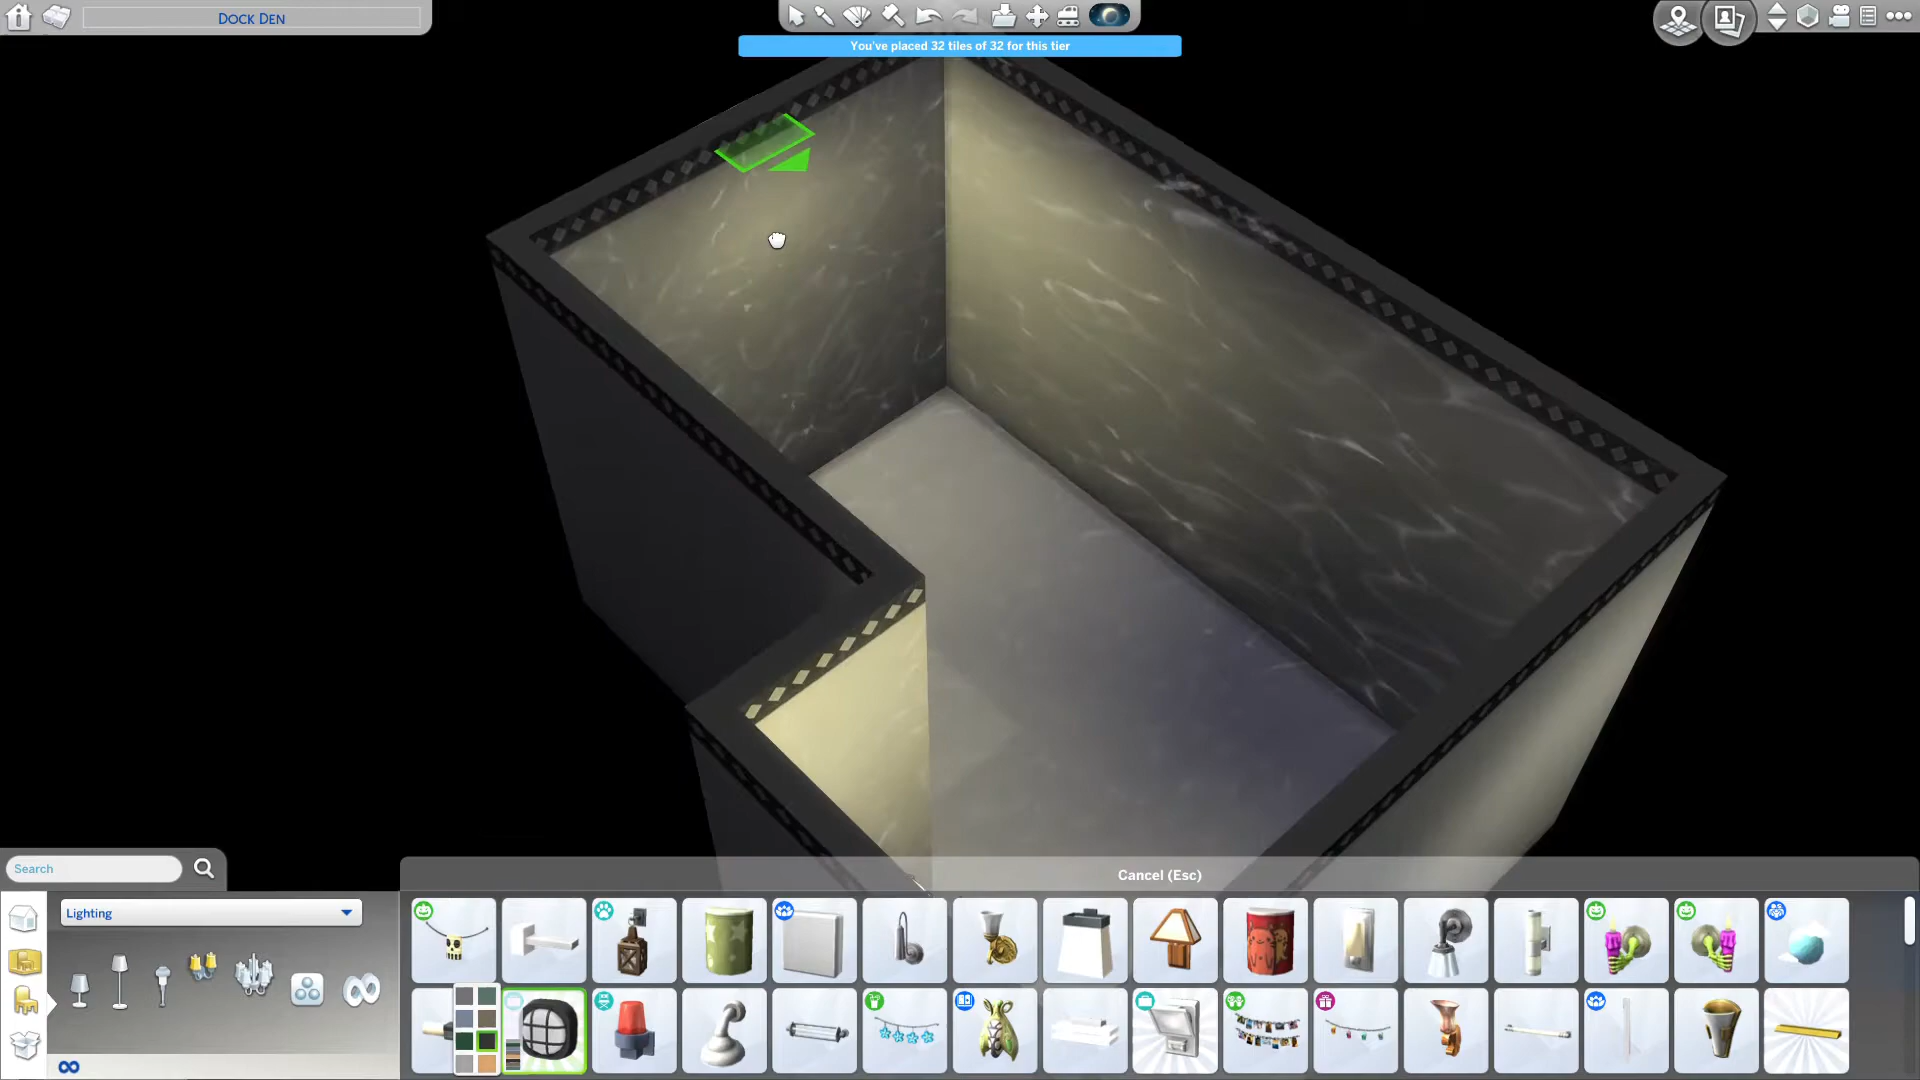 DOCK DEN
You've placed 32 tiles of 32 for this tier
Search
Cancel (Esc)
Lighting